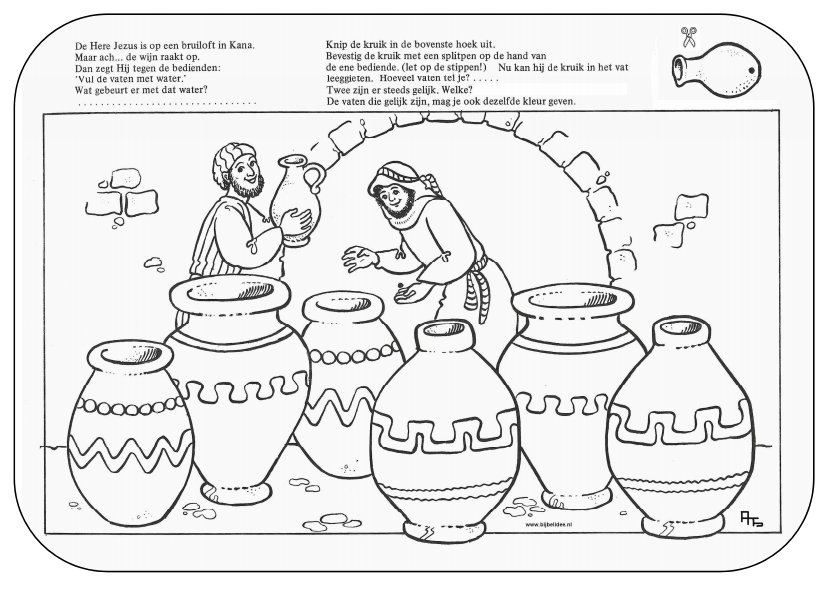 De Here Jezus is op een bruiloft in Kana.
Maar ach... de wijn raakt op.
Dan zegt Hij tegen de bedienden:
'Vul de vaten met water.'
Wat gebeurt er met dat water?
. . . . . . . . . . . . . . . . . . . . . . . . . . . . . . .
Knip de kruik in de bovenste hoek uit.
Bevestig de kruik met een splitpen op de hand van
de ene bediende. (let op de stippen!) Nu kan hij de kruik in het vat
leeggieten. Hoeveel vaten tel je? . . . . .
Twee zijn er steeds gelijk. Welke?
De vaten die gelijk zijn, mag je ook dezelfde kleur geven.
www.bijbelidee.nl